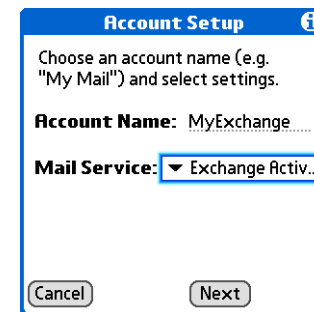 Account Setup i
Choose an account name (e.g.
"My Mail") and select settings.
Account Name: MyExchange
Mail Service: Exchange Activ..
Cancel Next